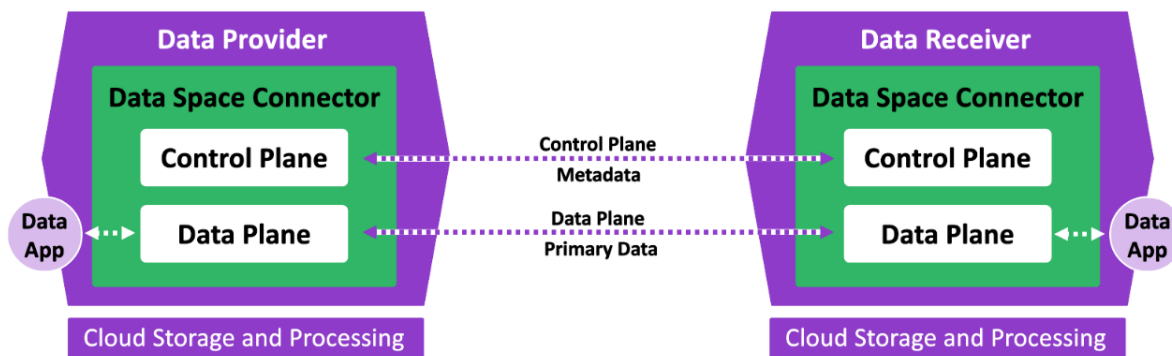 Data Provider
Data Space Connector
Control Plane
Data Plane
Data
App
Cloud Storage and Processing
Control Plane
Metadata
Data Plane
Primary Data
Data Receiver
Data Space Connector
Control Plane
Data Plane
Data
App
Cloud Storage and Processing